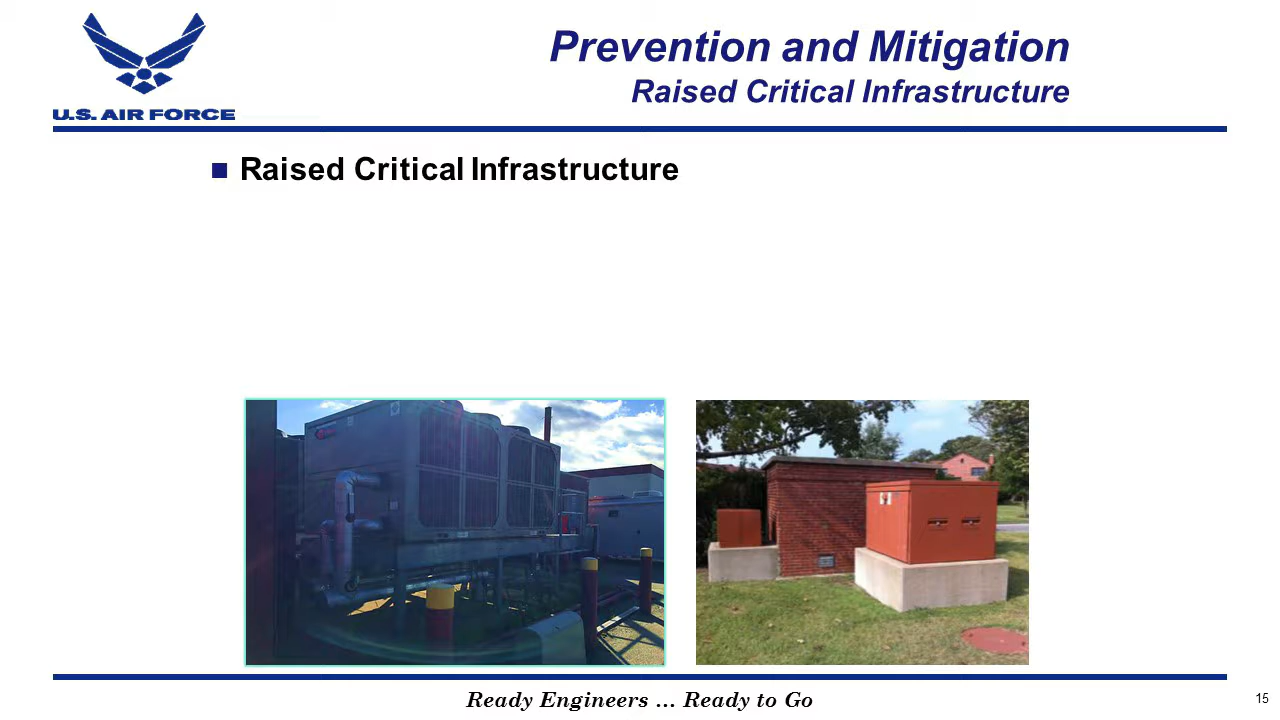 Prevention and Mitigation
Raised Critical Infrastructure
U.S. AIR FORCE
Raised Critical Infrastructure
Ready Engineers ... Ready to Go
15